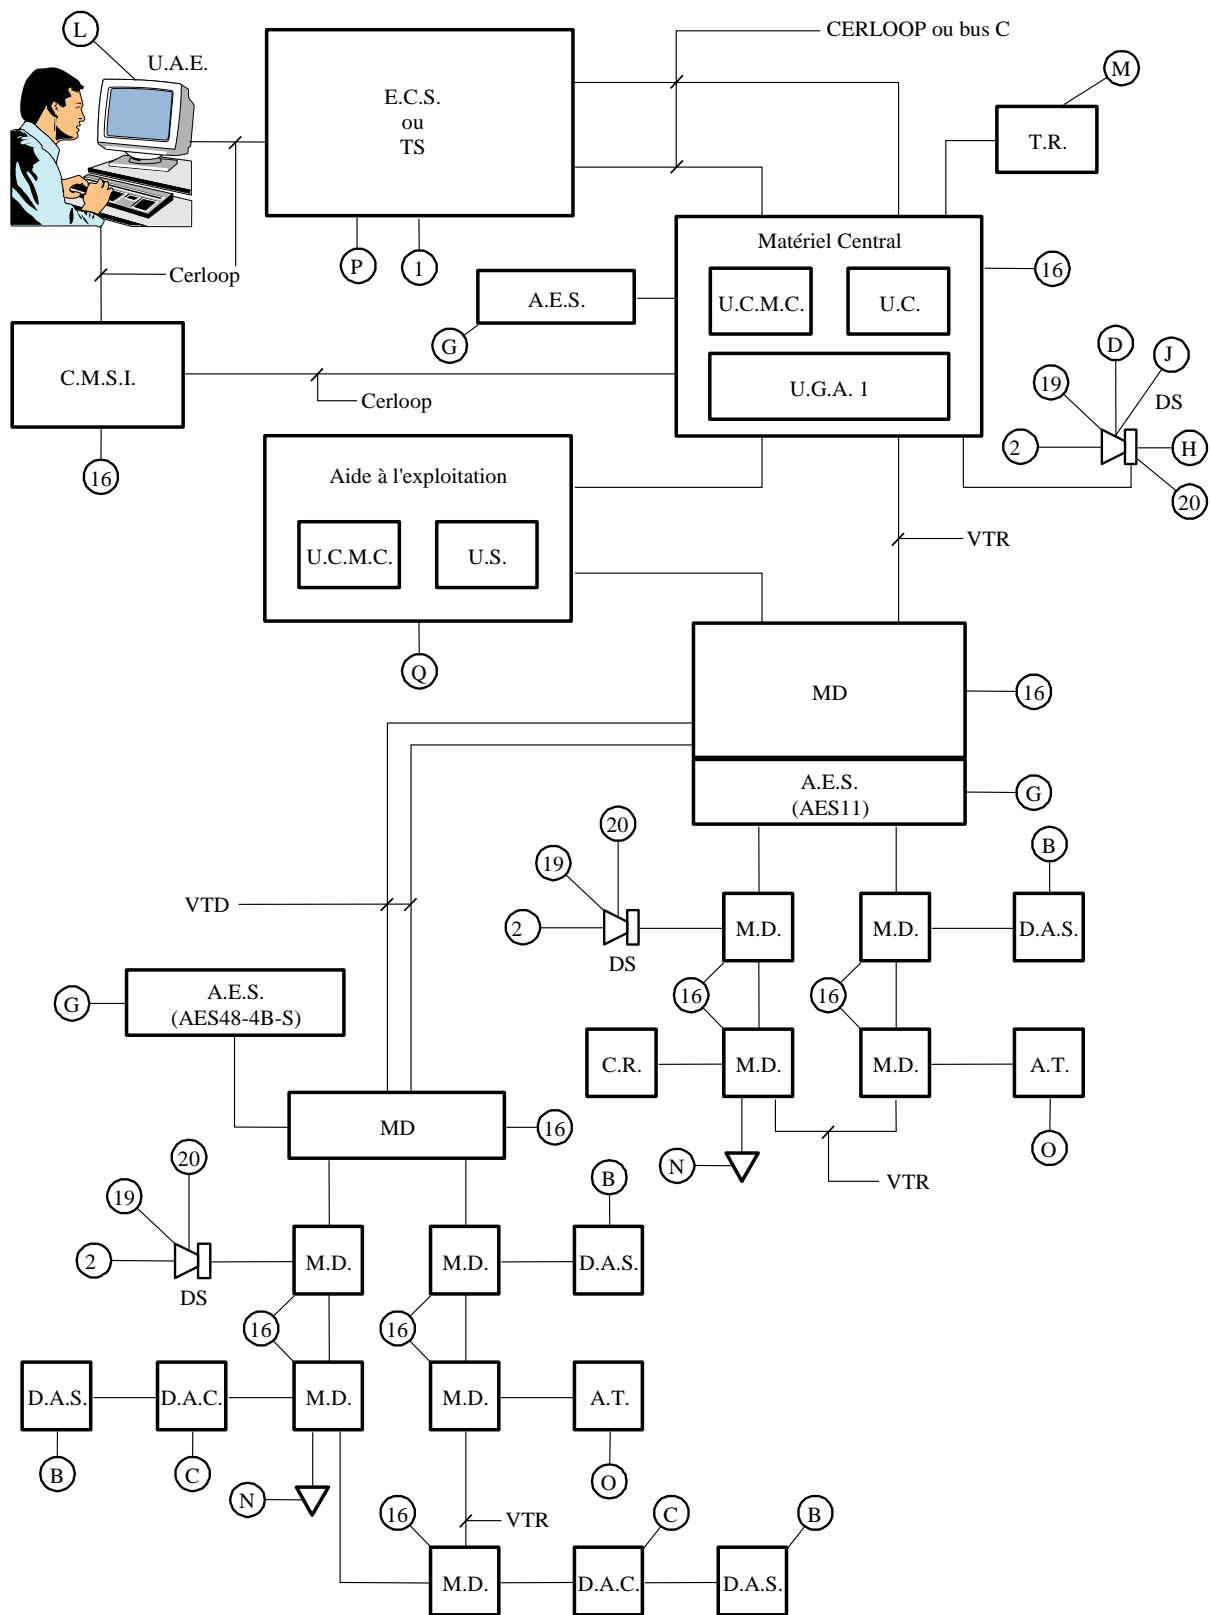 L
U.A.E.
CERLOOP ou bus C
M
E.C.S.
ou
TS
T.R.
Matériel Central
P
1
Cerloop
16
A.E.S.
U.C.M.C.
U.C.
G
D
J
C.M.S.I.
U.G.A. 1
19
DS
Cerloop
2
H
16
Aide à l'exploitation
20
U.C.M.C.
U.S.
VTR
Q
MD
16
A.E.S.
(AES11)
G
20
B
19
VTD
2
M.D.
M.D.
D.A.S.
DS
A.E.S.
(AES48-4B-S)
G
16
16
C.R.
M.D.
M.D.
A.T.
MD
16
20
N
O
B
VTR
19
2
M.D.
M.D.
D.A.S.
DS
16
16
D.A.S.
D.A.C.
M.D.
M.D.
A.T.
B
C
O
N
16
VTR
C
B
M.D.
D.A.C.
D.A.S.